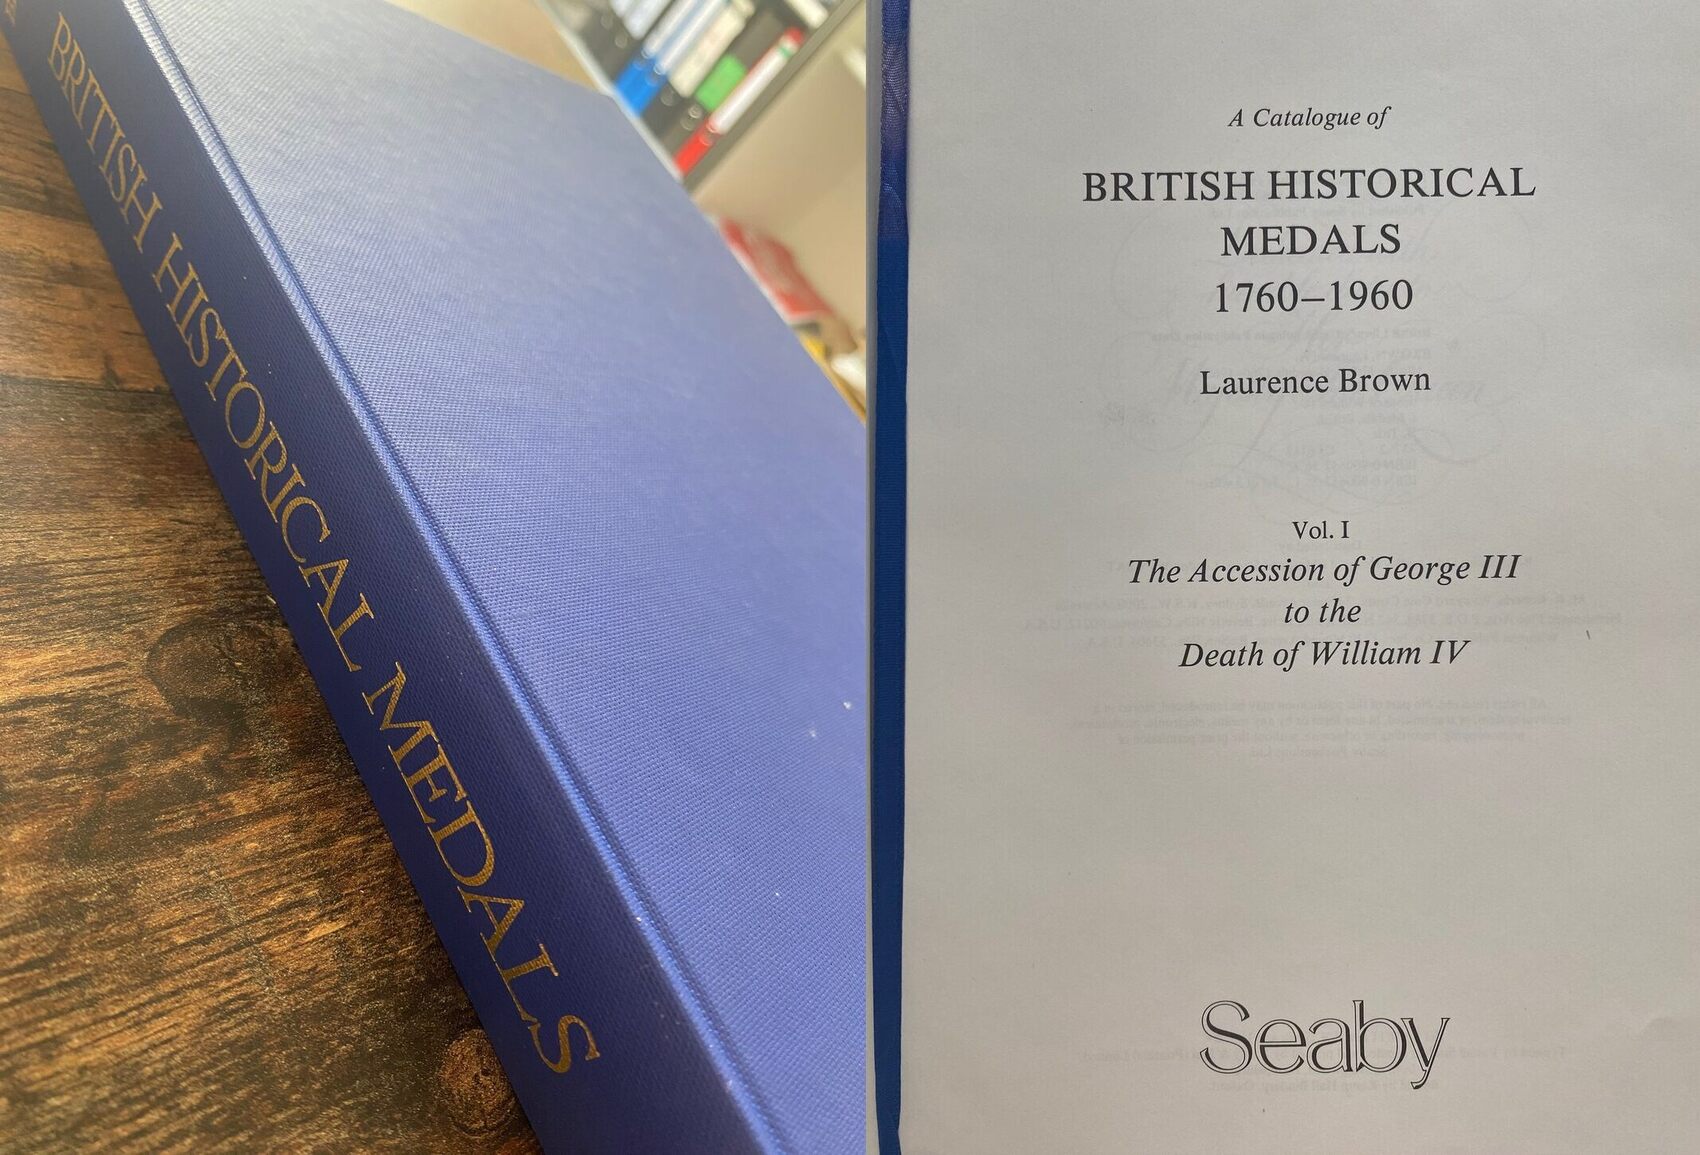 BRITISH HISTORICAL MEDALS
A Catalogue of
BRITISH HISTORICAL
MEDALS
1760–1960
Laurence Brown
Vol. I
The Accession of George III
to the
Death of William IV
Seaby